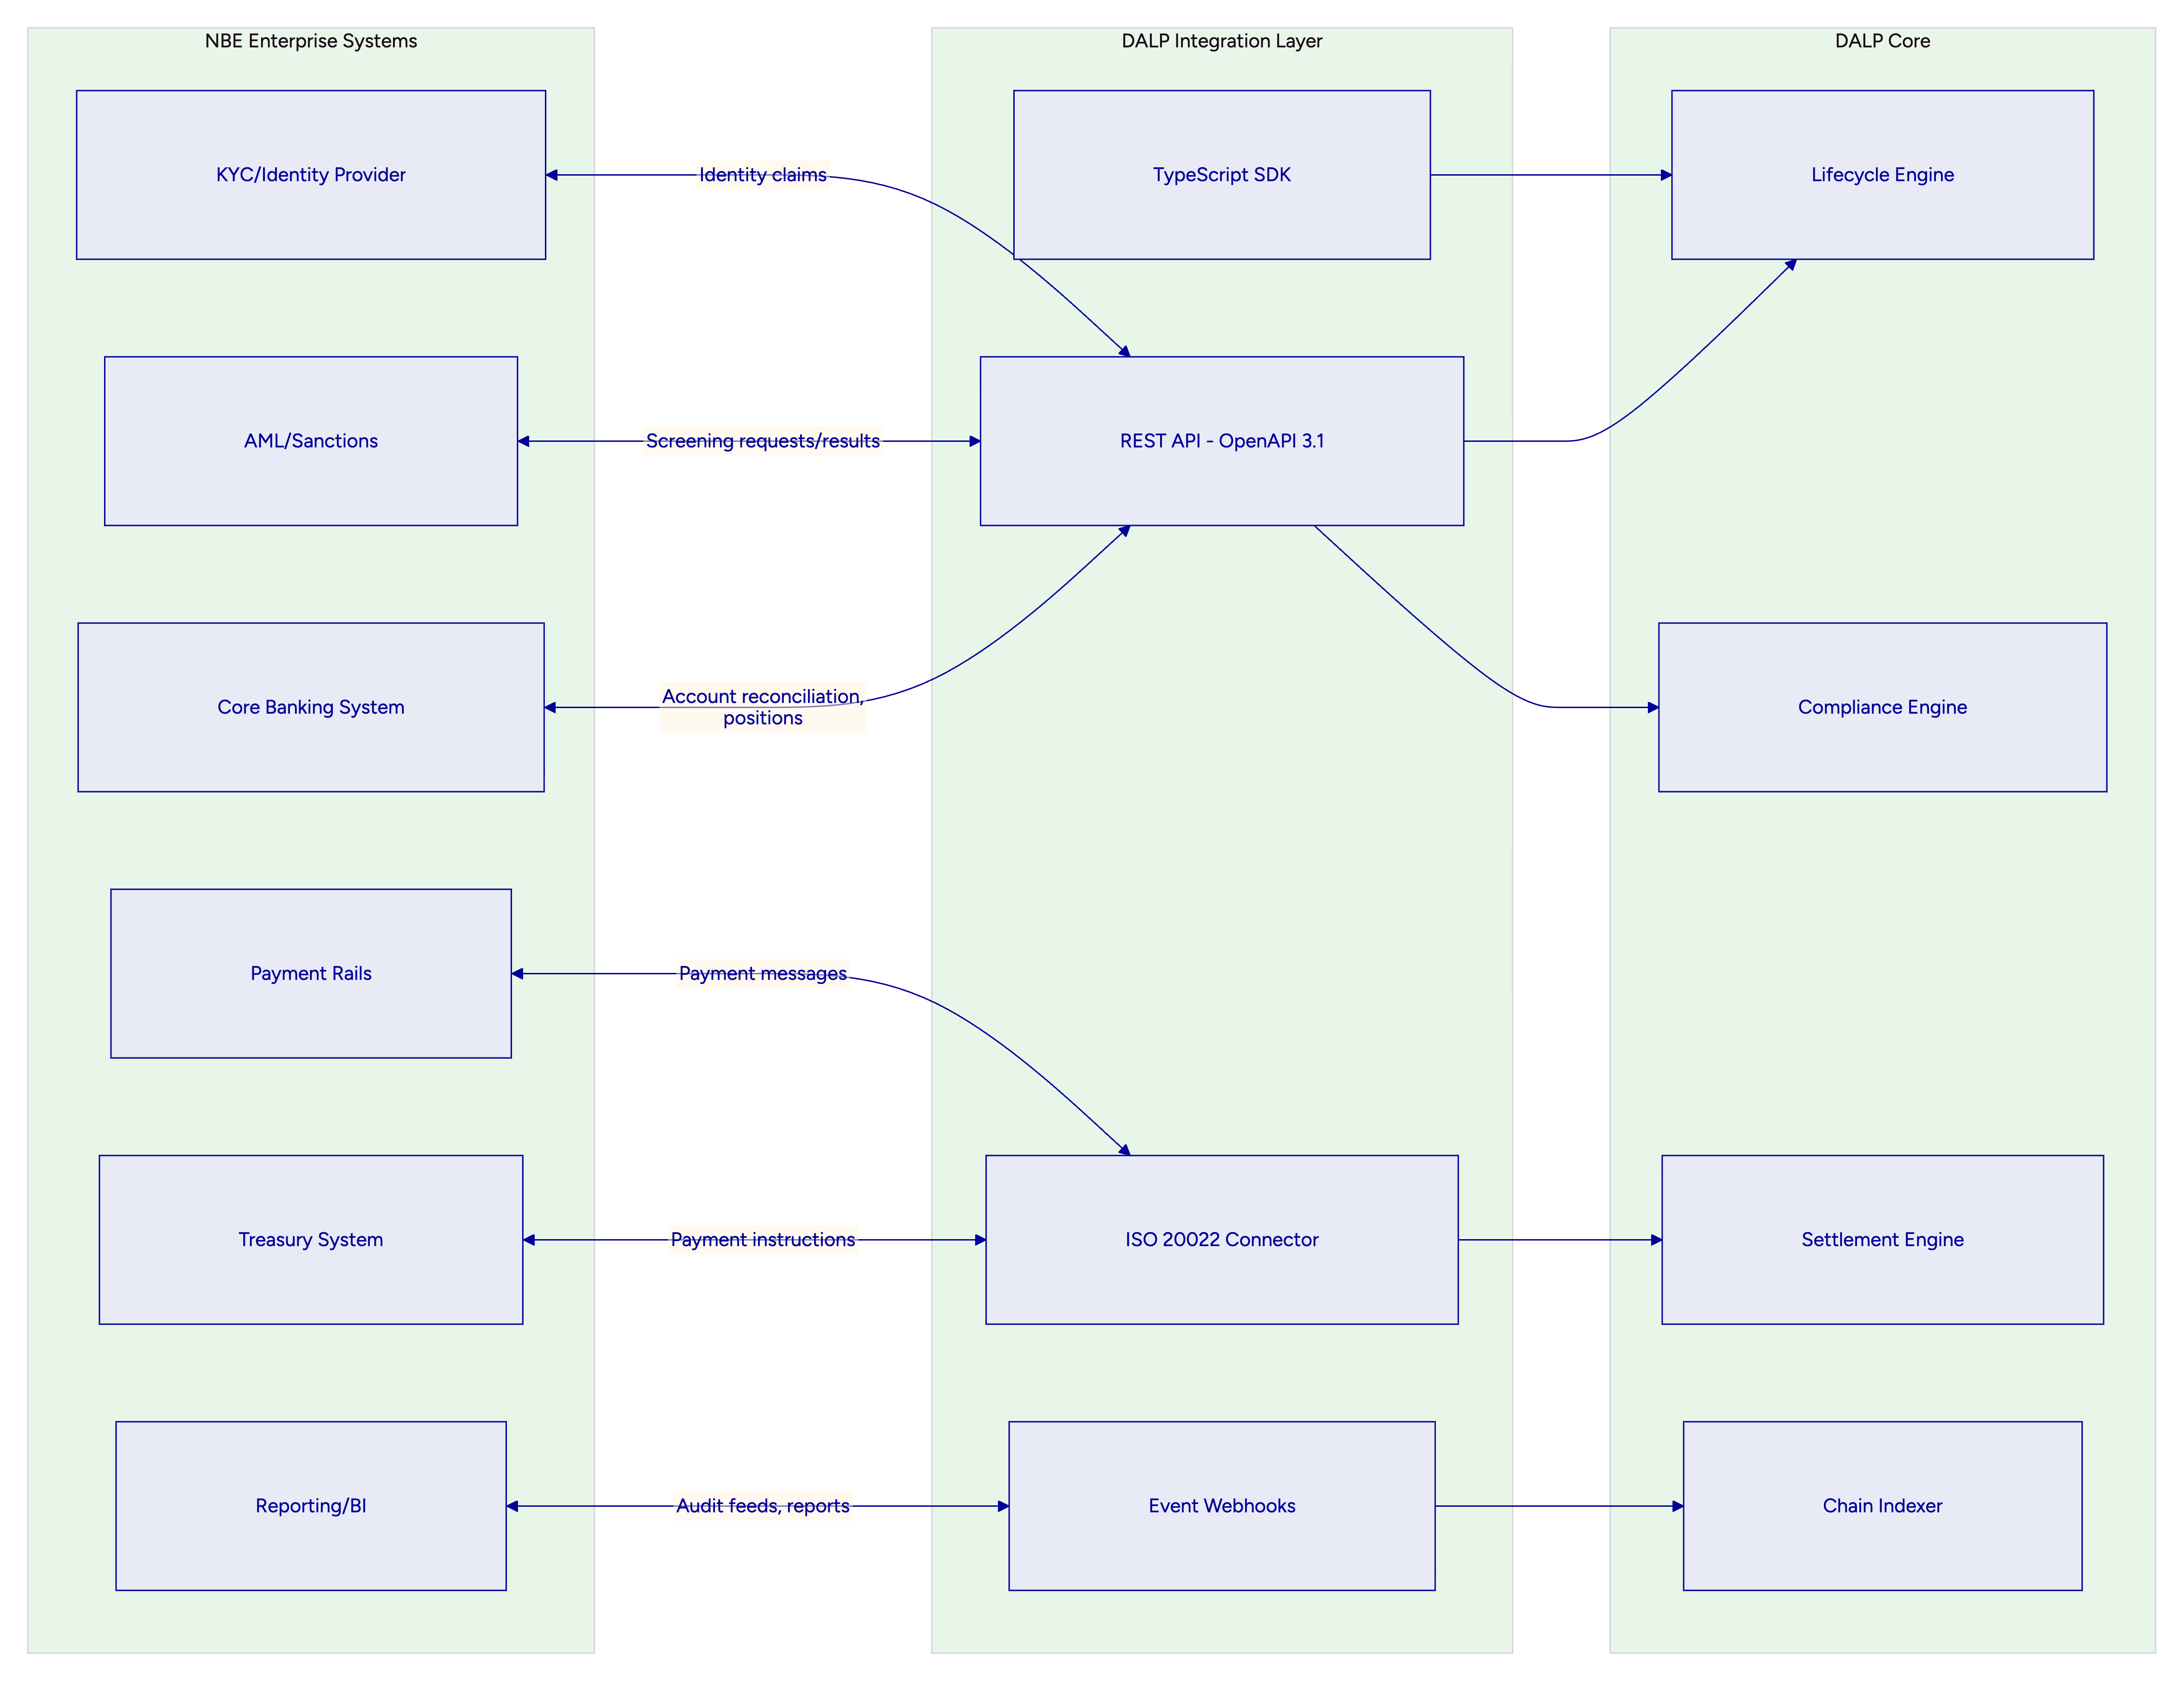 NBE Enterprise Systems
DALP Integration Layer
DALP Core
KYC/Identity Provider
Identity claims
TypeScript SDK
Lifecycle Engine
AML/Sanctions
Screening requests/results
REST API - OpenAPI 3.1
Core Banking System
Account reconciliation,
positions
Compliance Engine
Payment Rails
Payment messages
Treasury System
Payment instructions
ISO 20022 Connector
Settlement Engine
Reporting/BI
Audit feeds, reports
Event Webhooks
Chain Indexer